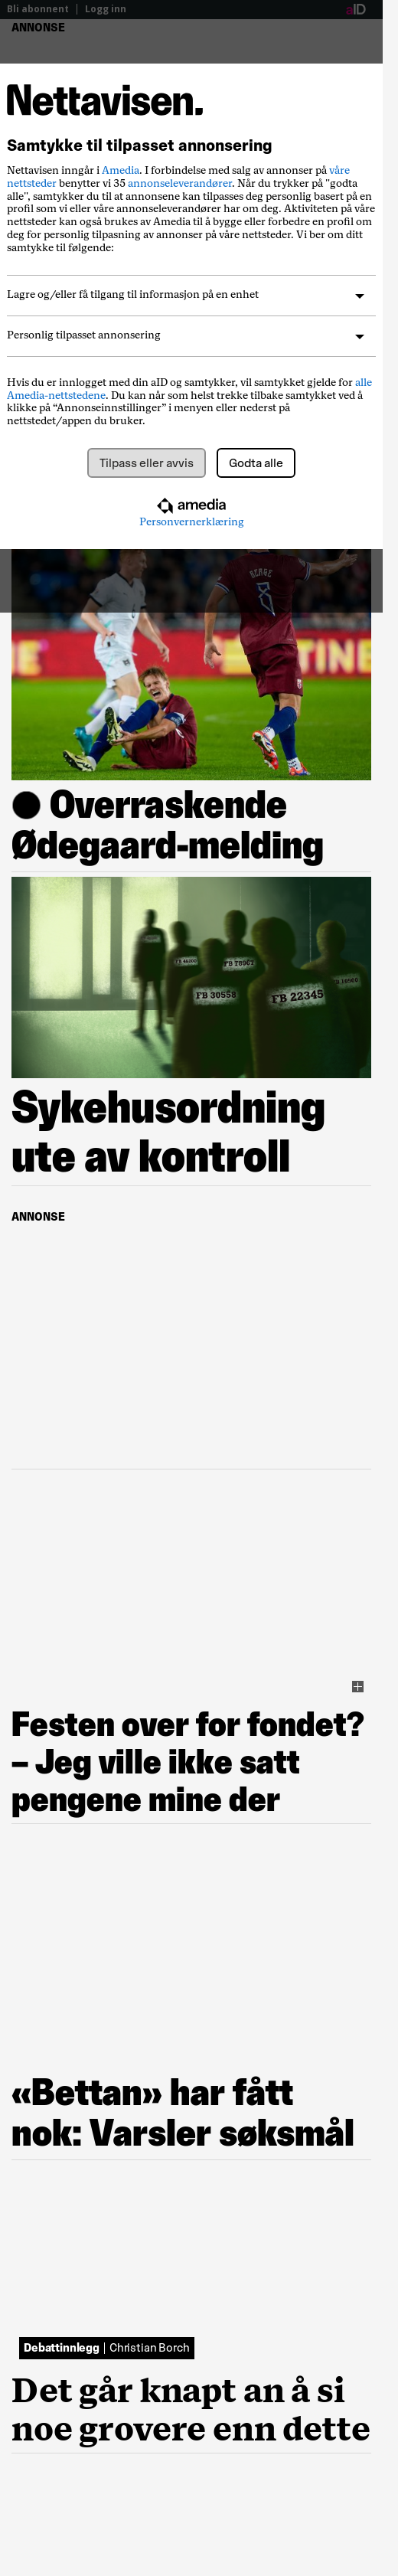 Bli abonnent | Logg inn
aID
ANNONSE
Nettavisen.
Samtykke til tilpasset annonsering
Nettavisen inngår i Amedia. I forbindelse med salg av annonser på våre
nettsteder benytter vi 35 annonseleverandører. Når du trykker på "godta
alle", samtykker du til at annonsene kan tilpasses deg personlig basert på en
profil som vi eller våre annonseleverandører har om deg. Aktiviteten på våre
nettsteder kan også brukes av Amedia til å bygge eller forbedre en profil om
deg for personlig tilpasning av annonser på våre nettsteder. Vi ber om ditt
samtykke til følgende:
Lagre og/eller få tilgang til informasjon på en enhet
Personlig tilpasset annonsering
Hvis du er innlogget med din aID og samtykker, vil samtykket gjelde for alle
Amedia-nettstedene. Du kan når som helst trekke tilbake samtykket ved å
klikke på “Annonseinnstillinger” i menyen eller nederst på
nettstedet/appen du bruker.
Tilpass eller avvis
Godta alle
amedia
Personvernerklæring
BERGE
8
Overraskende
Ødegaard-melding
FB 30558
FB 22345
Sykehusordning
ute av kontroll
ANNONSE
Festen over for fondet?
– Jeg ville ikke satt
pengene mine der
«Bettan» har fått
nok: Varsler søksmål
Debattinnlegg | Christian Borch
Det går knapt an å si
noe grovere enn dette